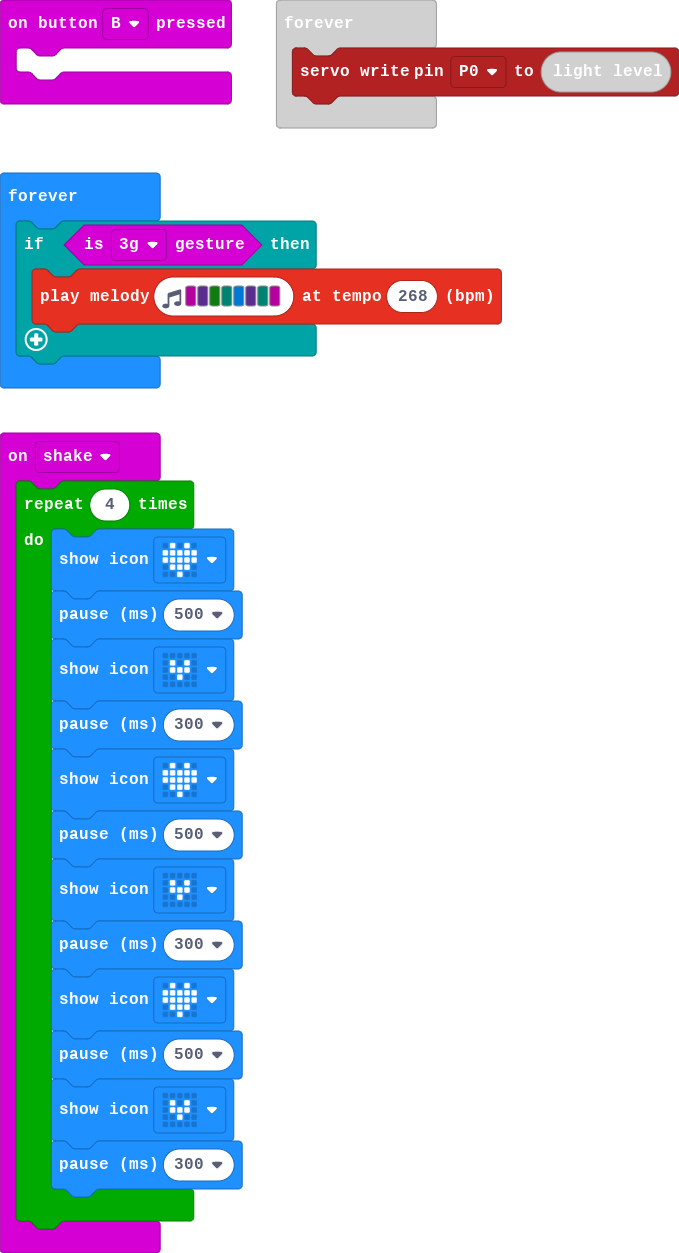 on button B pressed
forever
servo write pin P0 to light level
forever
if is 3g gesture then
play melody at tempo 268 (bpm)
on shake
repeat 4 times
do
show icon
pause (ms) 500
show icon
pause (ms) 300
show icon
pause (ms) 500
show icon
pause (ms) 300
show icon
pause (ms) 500
show icon
pause (ms) 300